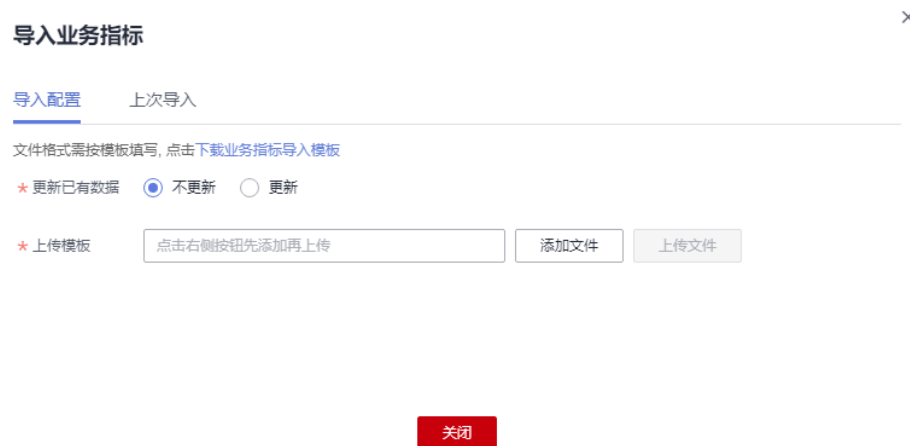 导入业务指标
导入配置 上次导入
文件格式需按模板填写, 点击下载业务指标导入模板
* 更新已有数据 不更新 更新
* 上传模板 点击右侧按钮先添加再上传 添加文件 上传文件
关闭